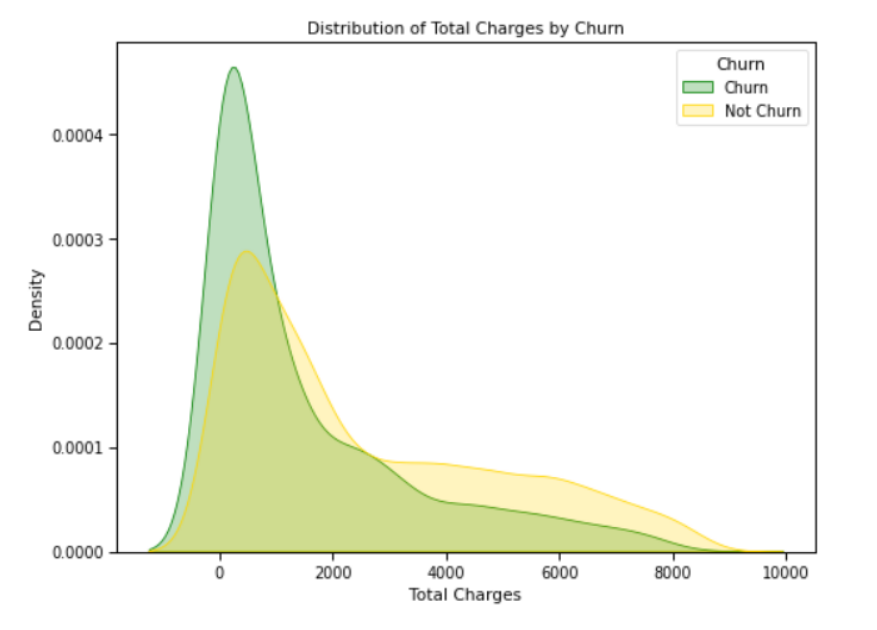 Distribution of Total Charges by Churn
Churn
Churn
Not Churn
0.0004
0.0003
0.0002
0.0001
0.0000
Density
0 2000 4000 6000 8000 10000
Total Charges